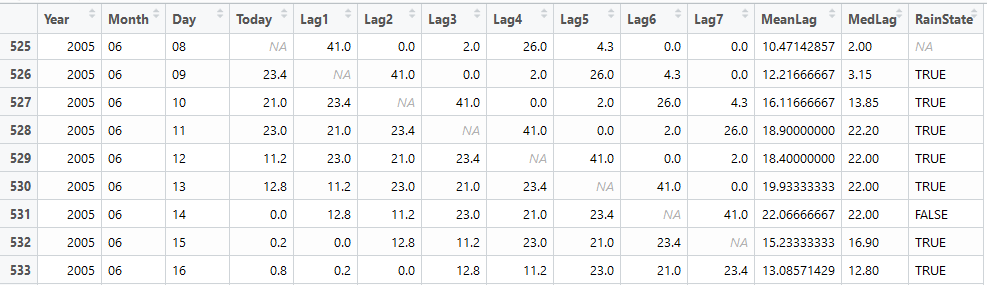 Year Month Day Today Lag1 Lag2 Lag3 Lag4 Lag5 Lag6 Lag7 MeanLag MedLag RainState
525 2005 06 08 NA 41.0 0.0 2.0 26.0 4.3 0.0 0.0 10.47142857 2.00 NA
526 2005 06 09 23.4 NA 41.0 0.0 2.0 26.0 4.3 0.0 12.21666667 3.15 TRUE
527 2005 06 10 21.0 23.4 NA 41.0 0.0 2.0 26.0 4.3 16.11666667 13.85 TRUE
528 2005 06 11 23.0 21.0 23.4 NA 41.0 0.0 2.0 26.0 18.90000000 22.20 TRUE
529 2005 06 12 11.2 23.0 21.0 23.4 NA 41.0 0.0 2.0 18.40000000 22.00 TRUE
530 2005 06 13 12.8 11.2 23.0 21.0 23.4 NA 41.0 0.0 19.93333333 22.00 TRUE
531 2005 06 14 0.0 12.8 11.2 23.0 21.0 23.4 NA 41.0 22.06666667 22.00 FALSE
532 2005 06 15 0.2 0.0 12.8 11.2 23.0 21.0 23.4 NA 15.23333333 16.90 TRUE
533 2005 06 16 0.8 0.2 0.0 12.8 11.2 23.0 21.0 23.4 13.08571429 12.80 TRUE